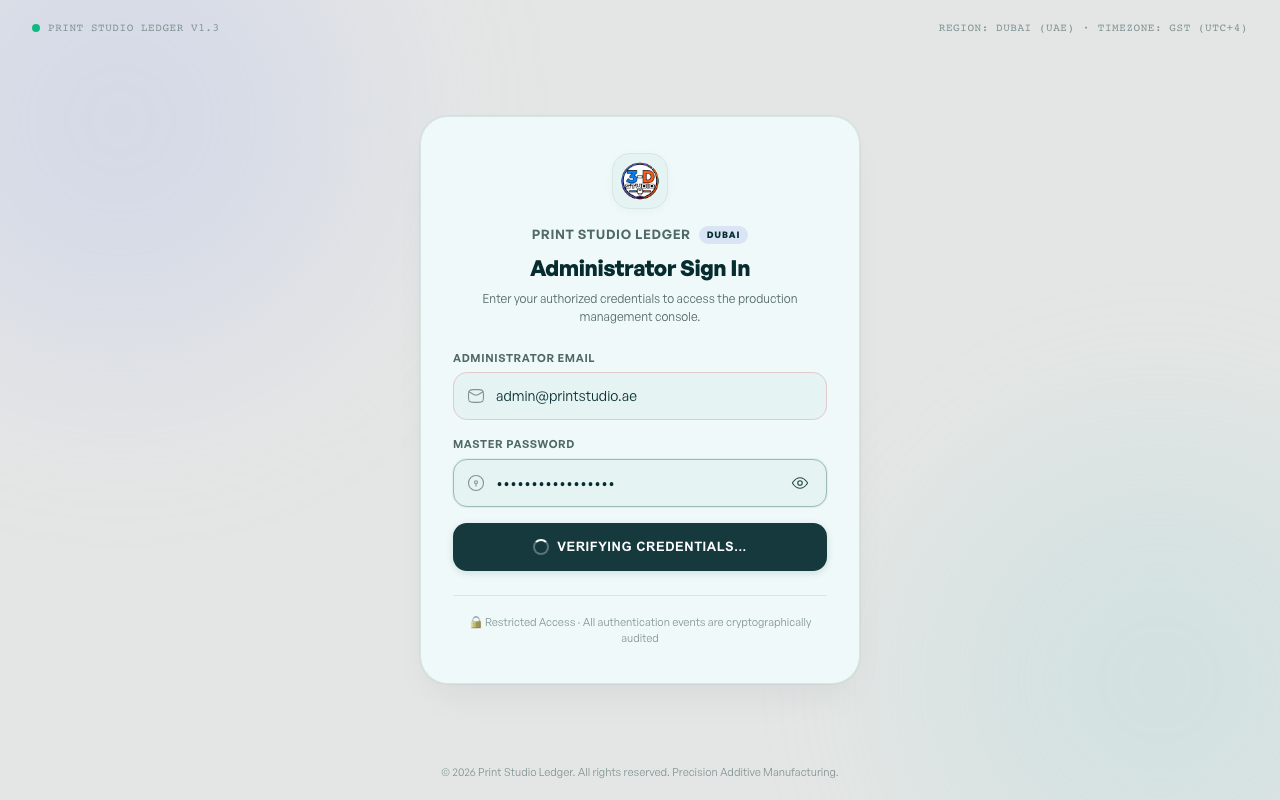 PRINT STUDIO LEDGER V1.3
REGION: DUBAI (UAE) · TIMEZONE: GST (UTC+4)
3-D
PRINT STUDIO LEDGER DUBAI
Administrator Sign In
Enter your authorized credentials to access the production
management console.
ADMINISTRATOR EMAIL
admin@printstudio.ae
MASTER PASSWORD
•••••••••••••••••
VERIFYING CREDENTIALS...
🔒 Restricted Access · All authentication events are cryptographically
audited
© 2026 Print Studio Ledger. All rights reserved. Precision Additive Manufacturing.